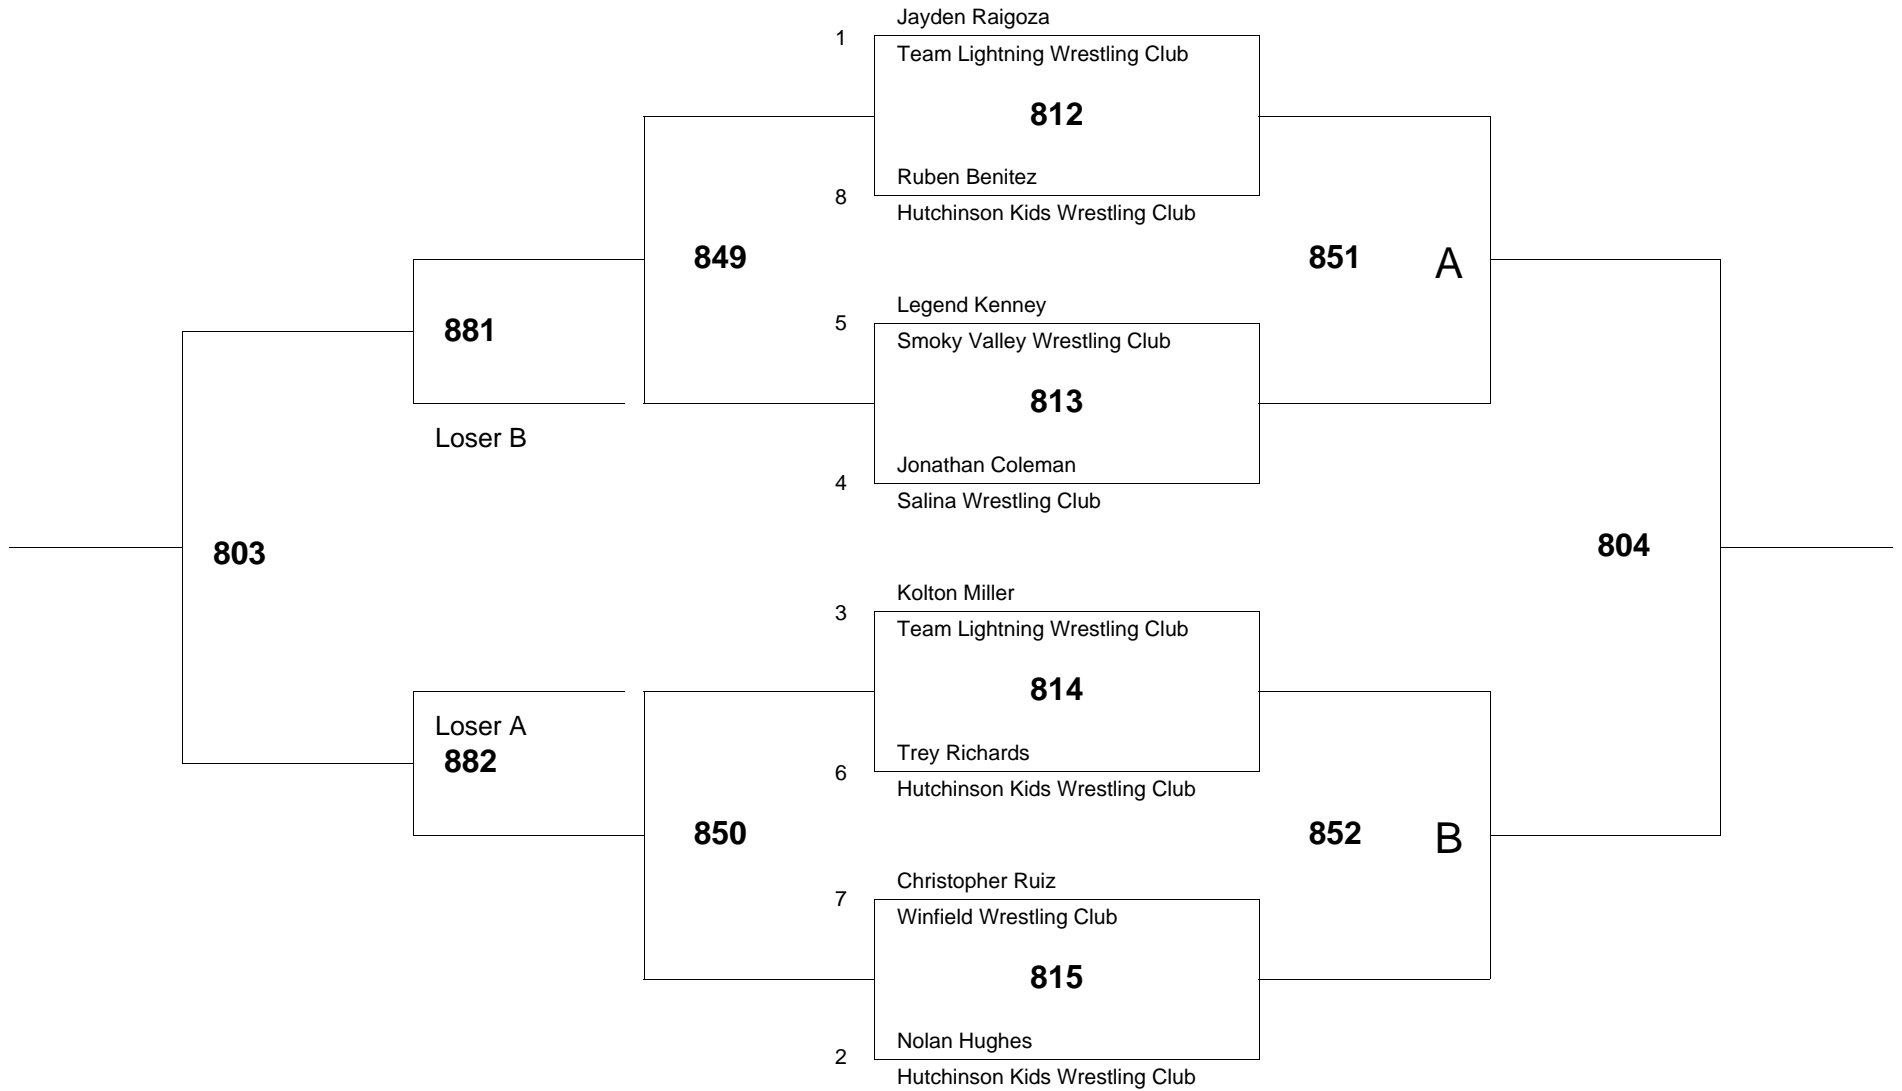 Jayden Raigoza
1
Team Lightning Wrestling Club
812
Ruben Benitez
8
Hutchinson Kids Wrestling Club
849
851
A
Legend Kenney
5
Smoky Valley Wrestling Club
881
813
Loser B
Jonathan Coleman
4
Salina Wrestling Club
803
804
Kolton Miller
3
Team Lightning Wrestling Club
814
Loser A
882
Trey Richards
6
Hutchinson Kids Wrestling Club
850
852
B
Christopher Ruiz
7
Winfield Wrestling Club
815
Nolan Hughes
2
Hutchinson Kids Wrestling Club